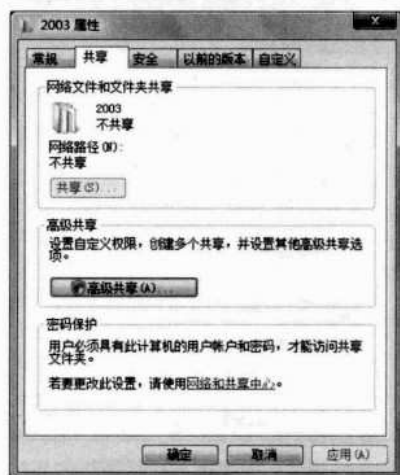 2003 属性
常规 共享 安全 以前的版本 自定义
网络文件和文件夹共享
2003
不共享
网络路径(N):
不共享
共享(S)...
高级共享
设置自定义权限，创建多个共享，并设置其他高级共享选
项。
高级共享(A)...
密码保护
用户必须具有此计算机的用户帐户和密码，才能访问共享
文件夹。
若要更改此设置，请使用网络和共享中心。
确定 取消 应用(A)